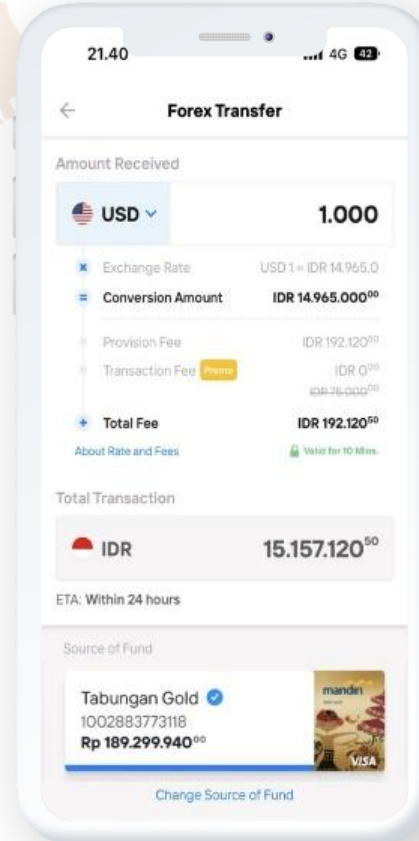 21.40 4G 42
Forex Transfer
Amount Received
USD 1.000
Exchange Rate USD 1 = IDR 14.965,0
Conversion Amount IDR 14.965.000⁰⁰
Provision Fee IDR 192.120⁵⁰
Transaction Fee Promo IDR 0⁰⁰
IDR 75.000⁰⁰
Total Fee IDR 192.120⁵⁰
About Rate and Fees Valid for 10 Mins.
Total Transaction
IDR 15.157.120⁵⁰
ETA: Within 24 hours
Source of Fund
Tabungan Gold
1002883773118
Rp 189.299.940⁰⁰
mandiri
VISA
Change Source of Fund